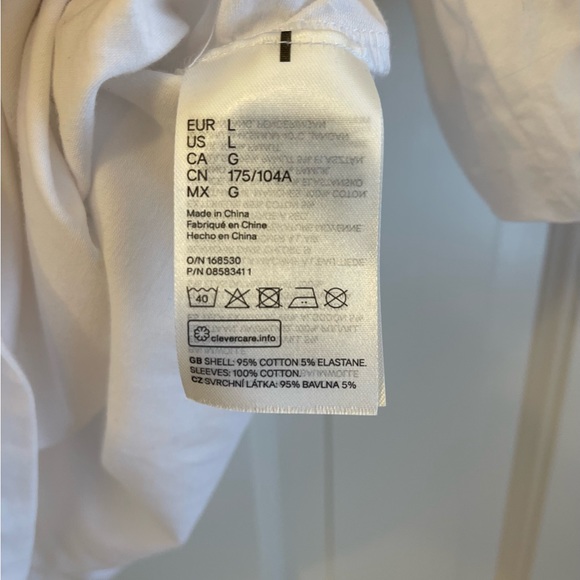 EUR L
US L
CA G
CN 175/104A
MX G
Made in China
Fabriqué en Chine
Hecho en China
O/N 168530
P/N 08583411
40
clevercare.info
GB SHELL: 95% COTTON 5% ELASTANE.
SLEEVES: 100% COTTON.
CZ SVRCHNÍ LÁTKA: 95% BAVLNA 5%